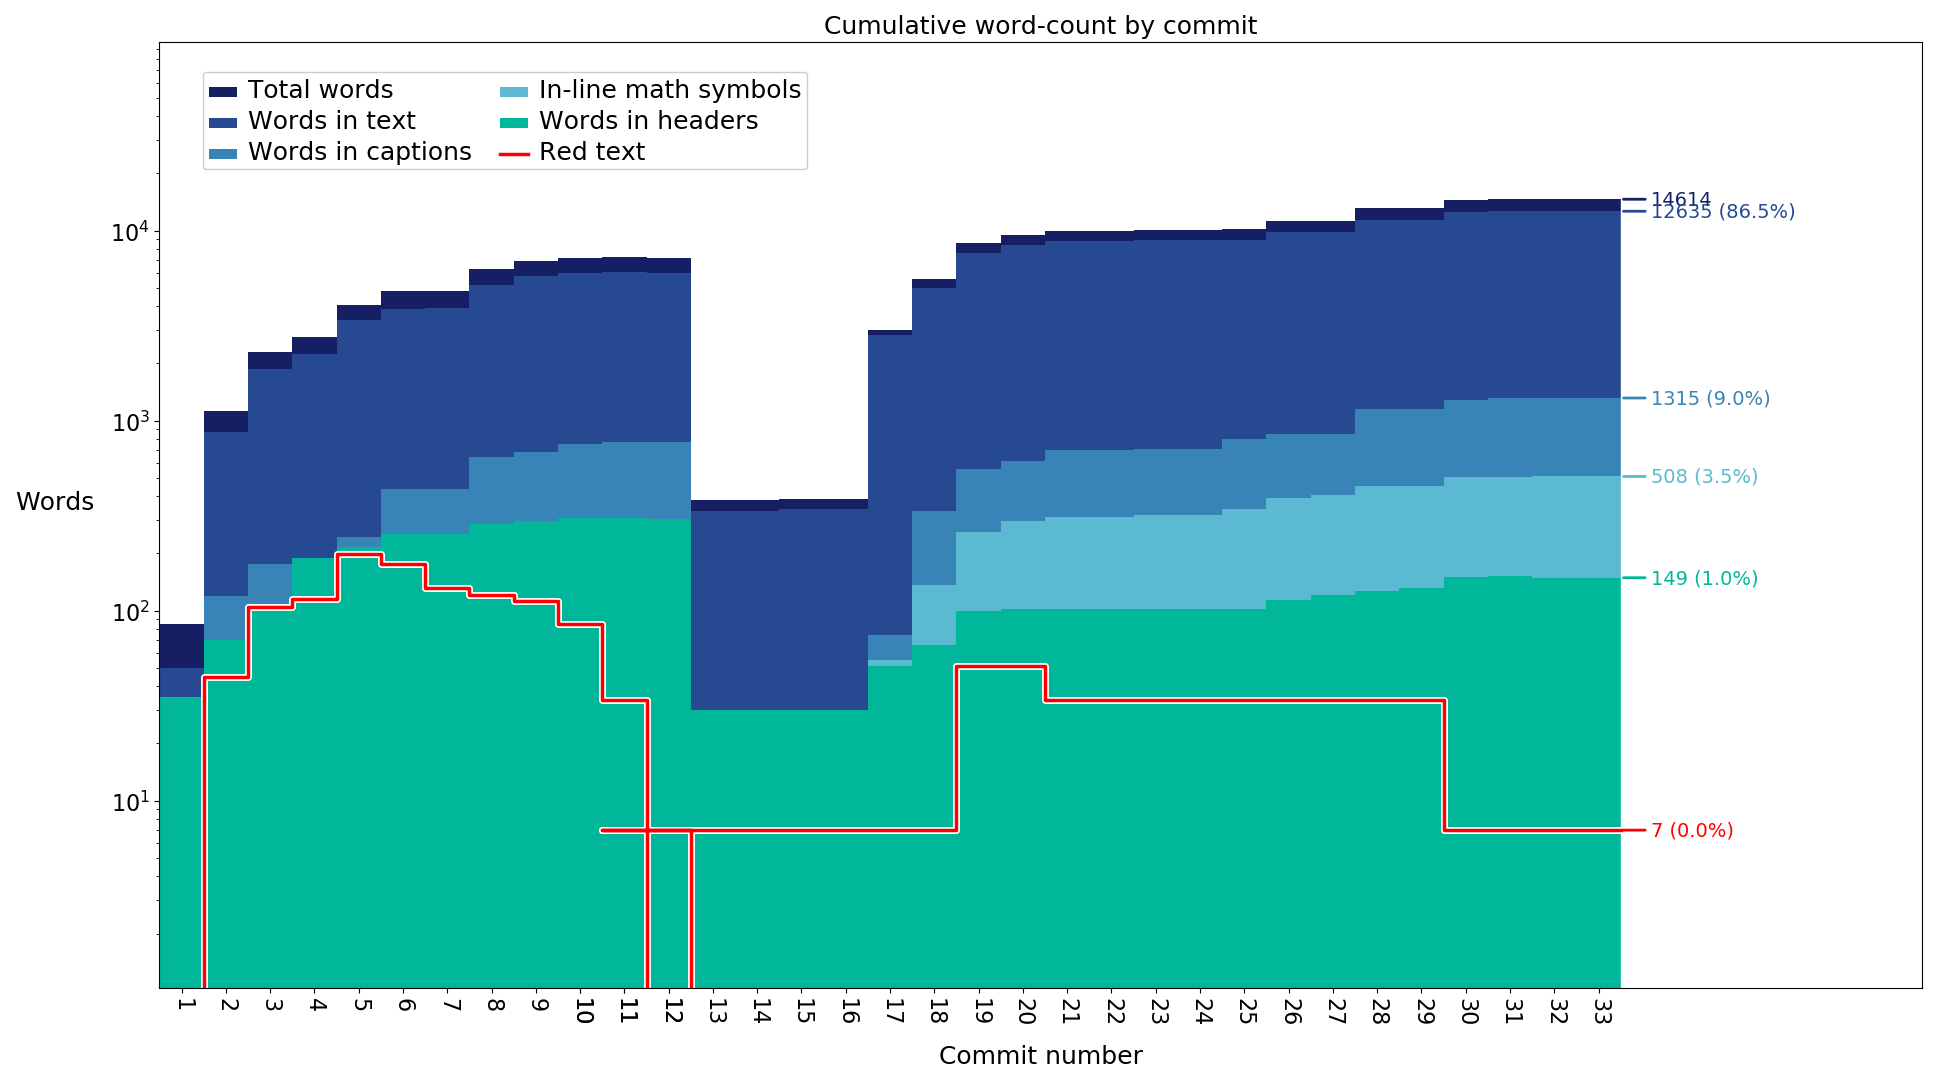 Cumulative word-count by commit
Total words
Words in text
Words in captions
In-line math symbols
Words in headers
Red text
14614
12635 (86.5%)
1315 (9.0%)
508 (3.5%)
149 (1.0%)
7 (0.0%)
10⁴
10³
10²
10¹
Words
1 2 3 4 5 6 7 8 9 10 11 12 13 14 15 16 17 18 19 20 21 22 23 24 25 26 27 28 29 30 31 32 33
Commit number